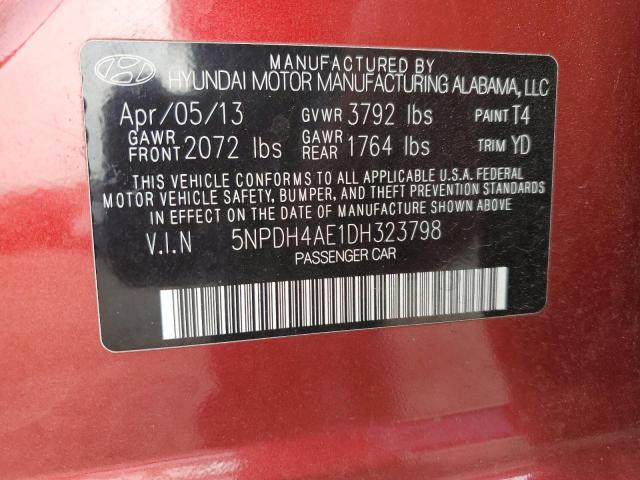 MANUFACTURED BY
HYUNDAI MOTOR MANUFACTURING ALABAMA, LLC
Apr/05/13 GVWR 3792 lbs PAINT T4
GAWR FRONT 2072 lbs GAWR REAR 1764 lbs TRIM YD
THIS VEHICLE CONFORMS TO ALL APPLICABLE U.S.A. FEDERAL
MOTOR VEHICLE SAFETY, BUMPER, AND THEFT PREVENTION STANDARDS
IN EFFECT ON THE DATE OF MANUFACTURE SHOWN ABOVE
V.I.N 5NPDH4AE1DH323798
PASSENGER CAR